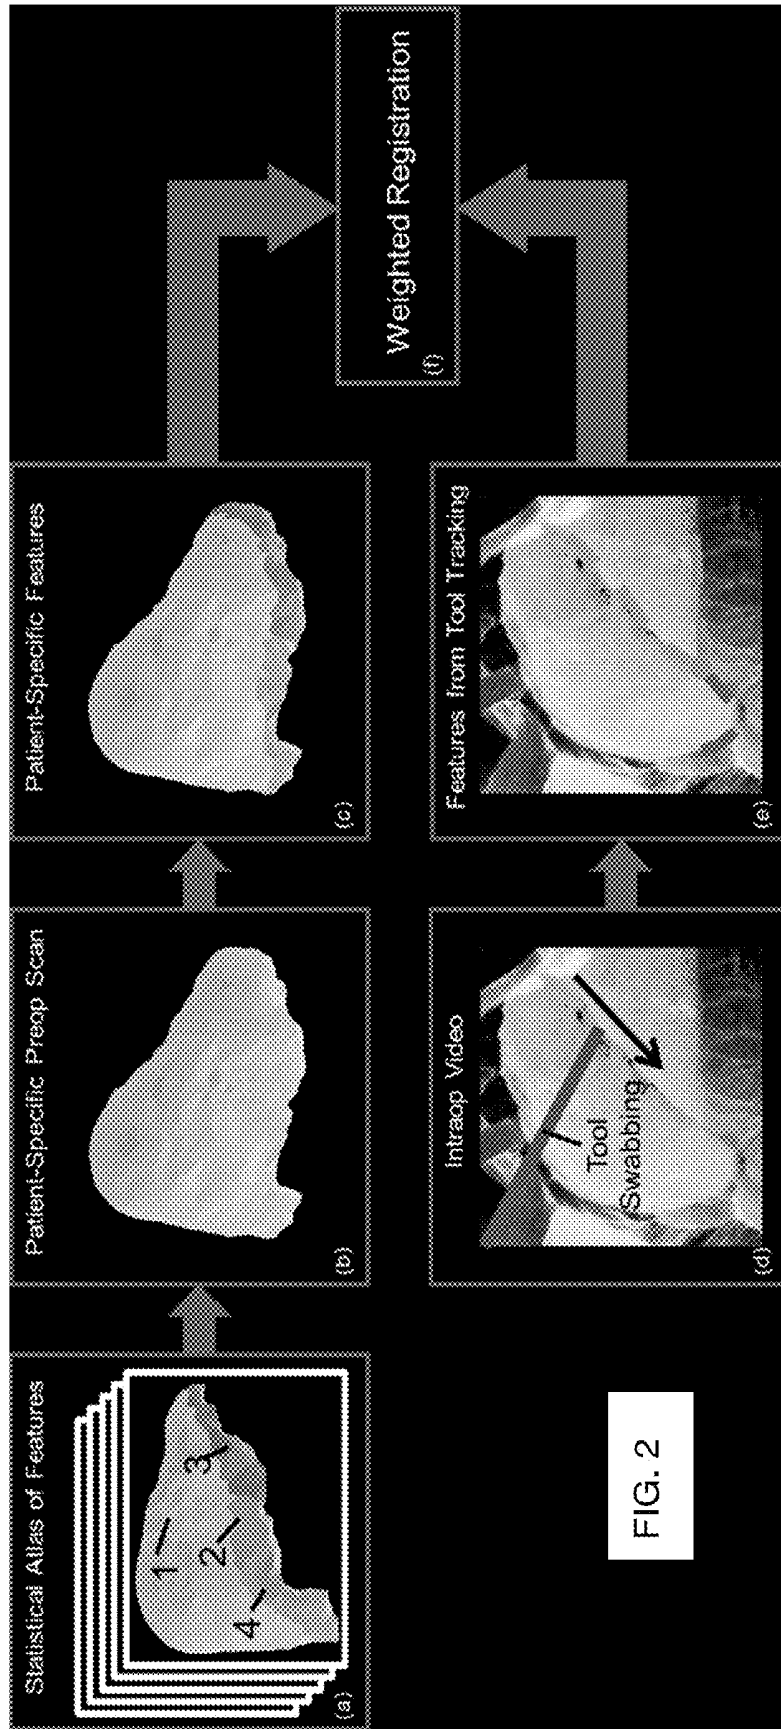 Statistical Atlas of Features
1
2
3
4
(a)
Patient-Specific Preop Scan
(b)
Patient-Specific Features
(c)
Intraop Video
Tool
Swabbing
(d)
Features from Tool Tracking
(e)
Weighted Registration
(f)
FIG. 2